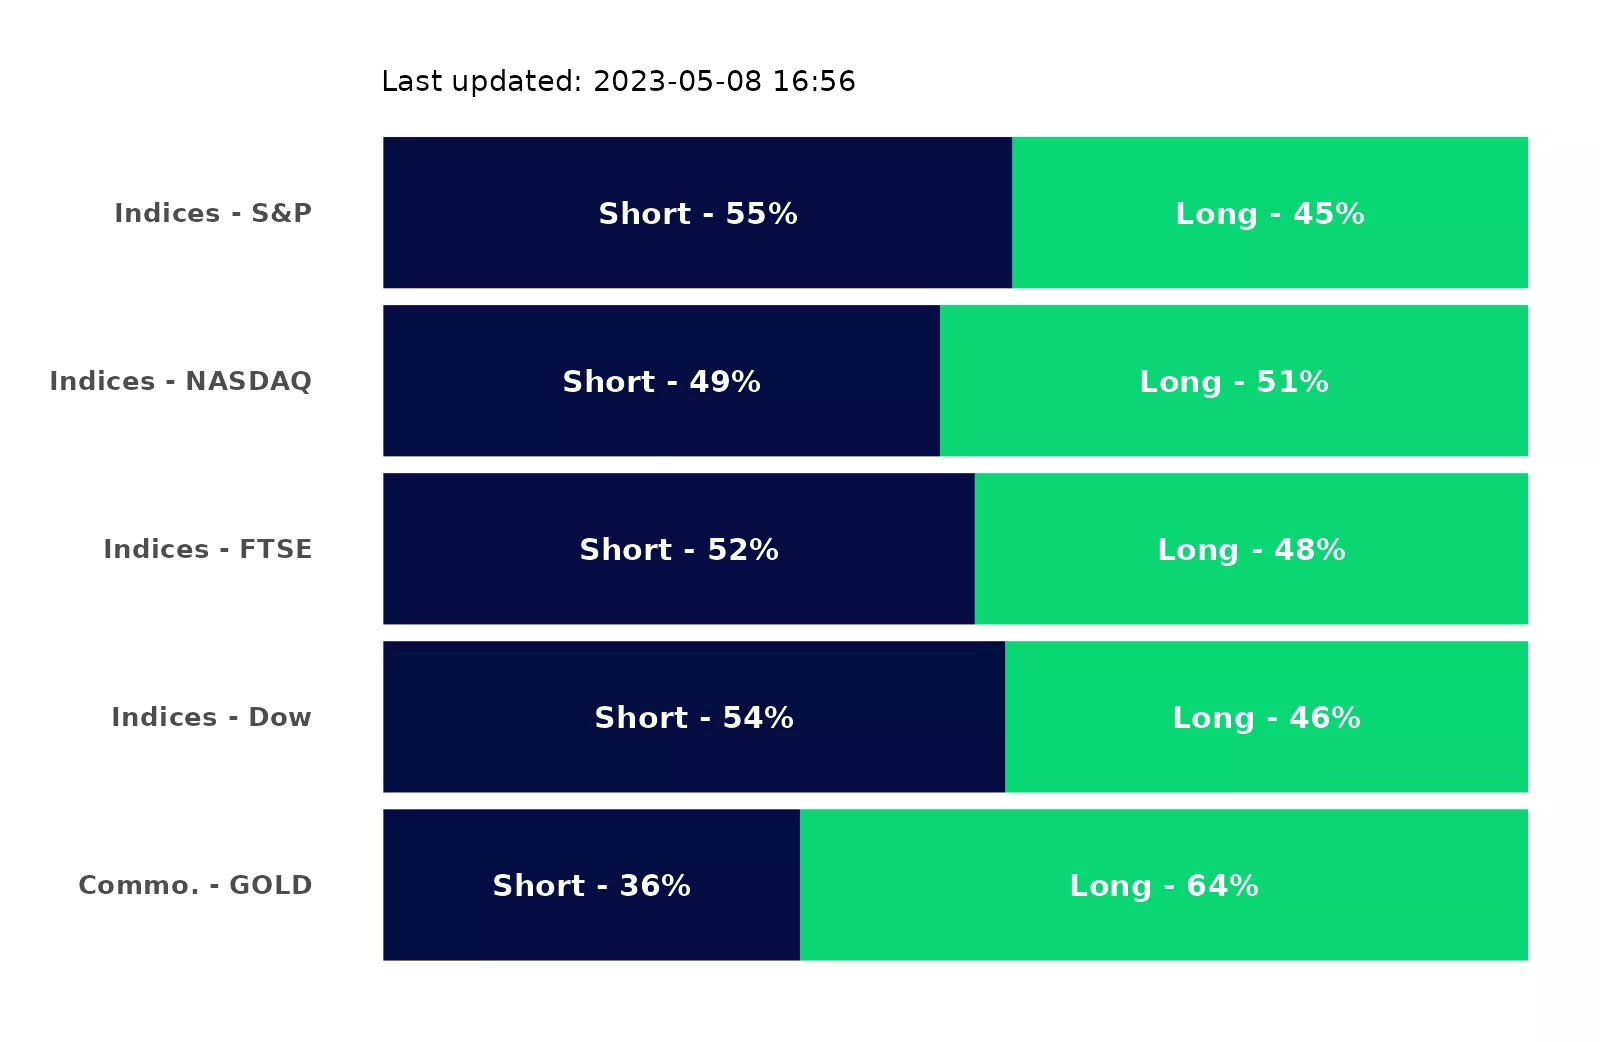 Last updated: 2023-05-08 16:56
Indices - S&P Short - 55% Long - 45%
Indices - NASDAQ Short - 49% Long - 51%
Indices - FTSE Short - 52% Long - 48%
Indices - Dow Short - 54% Long - 46%
Commo. - GOLD Short - 36% Long - 64%